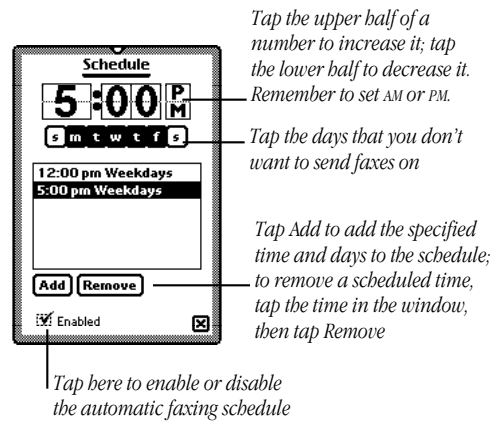 Tap the upper half of a
number to increase it; tap
the lower half to decrease it.
Remember to set AM or PM.
Schedule
5:00 PM
s m t w t f s
Tap the days that you don't
want to send faxes on
12:00 pm Weekdays
5:00 pm Weekdays
Tap Add to add the specified
time and days to the schedule;
to remove a scheduled time,
tap the time in the window,
then tap Remove
Add Remove
Enabled
Tap here to enable or disable
the automatic faxing schedule